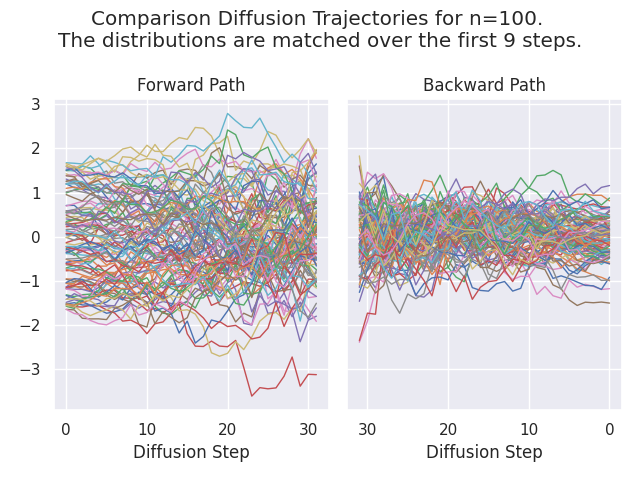 Comparison Diffusion Trajectories for n=100.
The distributions are matched over the first 9 steps.
Forward Path
Backward Path
3
2
1
0
−1
−2
−3
0 10 20 30
30 20 10 0
Diffusion Step
Diffusion Step